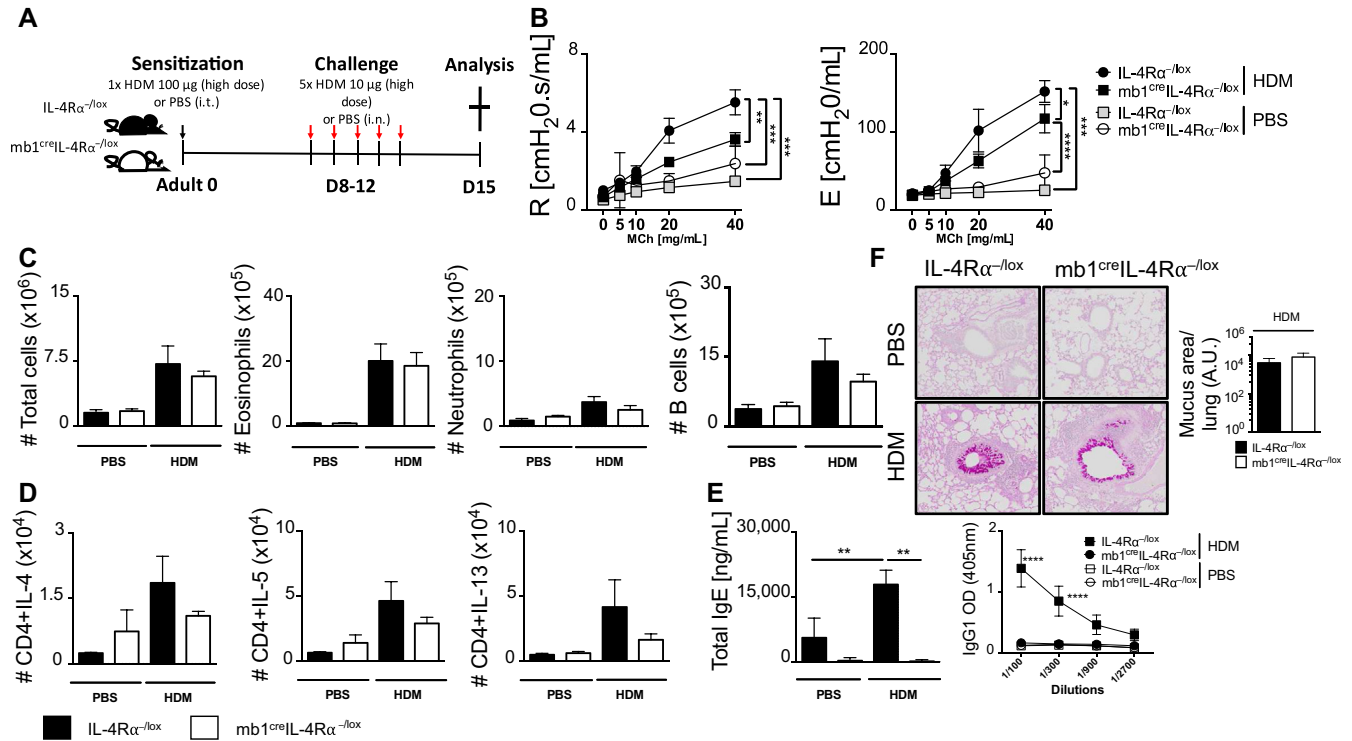 A
Sensitization
1x HDM 100 µg (high dose)
or PBS (i.t.)
Challenge
5x HDM 10 µg (high
dose)
or PBS (i.n.)
Analysis
IL-4Rα⁻/lox
mb1creIL-4Rα⁻/lox
Adult 0
D8-12
D15
B
R [cmH₂0.s/mL]
8
4
0
0 5 10 20 40
MCh [mg/mL]
**
***
***
E [cmH₂0/mL]
200
100
0
0 5 10 20 40
MCh [mg/mL]
*
****
***
IL-4Rα⁻/lox
mb1creIL-4Rα⁻/lox
HDM
IL-4Rα⁻/lox
mb1creIL-4Rα⁻/lox
PBS
C
# Total cells (x10⁶)
15
7.5
0
PBS HDM
# Eosinophils (x10⁵)
40
20
0
PBS HDM
# Neutrophils (x10⁵)
20
10
0
PBS HDM
# B cells (x10⁵)
30
15
0
PBS HDM
D
# CD4+IL-4 (x10⁴)
3
1.5
0
PBS HDM
# CD4+IL-5 (x10⁴)
10
5
0
PBS HDM
# CD4+IL-13 (x10⁴)
10
5
0
PBS HDM
IL-4Rα⁻/lox
mb1creIL-4Rα⁻/lox
E
Total IgE [ng/mL]
30,000
15,000
0
** **
PBS HDM
IgG1 OD (405nm)
2
1
0
****
****
1/100 1/300 1/900 1/2700
Dilutions
IL-4Rα⁻/lox
mb1creIL-4Rα⁻/lox
HDM
IL-4Rα⁻/lox
mb1creIL-4Rα⁻/lox
PBS
F
IL-4Rα⁻/lox mb1creIL-4Rα⁻/lox
PBS
HDM
HDM
Mucus area/
lung (A.U.)
10⁶
10⁴
10²
10⁰
IL-4Rα⁻/lox
mb1creIL-4Rα⁻/lox